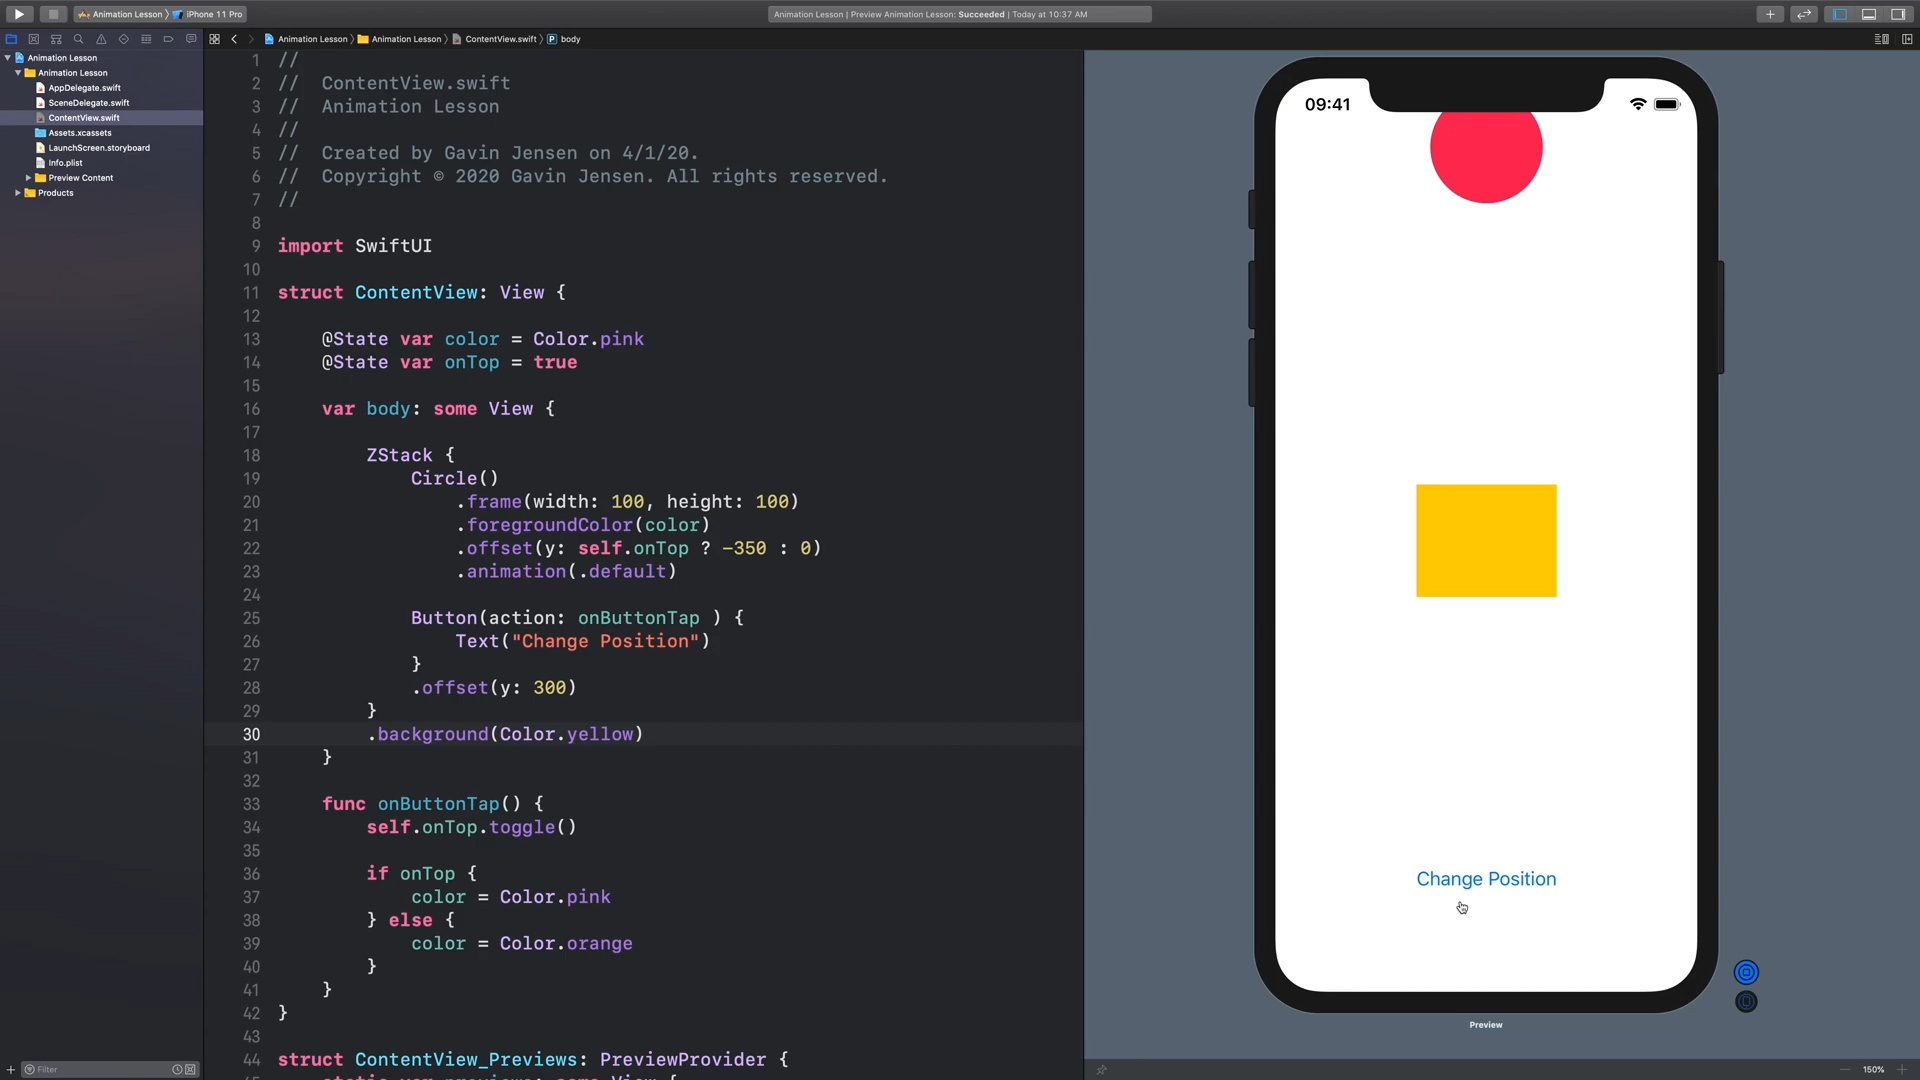 Animation Lesson
iPhone 11 Pro
Animation Lesson | Preview Animation Lesson: Succeeded | Today at 10:37 AM
Animation Lesson
Animation Lesson
ContentView.swift
body
Animation Lesson
Animation Lesson
AppDelegate.swift
SceneDelegate.swift
ContentView.swift
Assets.xcassets
LaunchScreen.storyboard
Info.plist
Preview Content
Products
1 //
2 //  ContentView.swift
3 //  Animation Lesson
4 //
5 //  Created by Gavin Jensen on 4/1/20.
6 //  Copyright © 2020 Gavin Jensen. All rights reserved.
7 //
8
9 import SwiftUI
10
11 struct ContentView: View {
12
13     @State var color = Color.pink
14     @State var onTop = true
15
16     var body: some View {
17
18         ZStack {
19             Circle()
20                 .frame(width: 100, height: 100)
21                 .foregroundColor(color)
22                 .offset(y: self.onTop ? -350 : 0)
23                 .animation(.default)
24
25             Button(action: onButtonTap ) {
26                 Text("Change Position")
27             }
28             .offset(y: 300)
29         }
30         .background(Color.yellow)
31     }
32
33     func onButtonTap() {
34         self.onTop.toggle()
35
36         if onTop {
37             color = Color.pink
38         } else {
39             color = Color.orange
40         }
41     }
42 }
43
44 struct ContentView_Previews: PreviewProvider {
09:41
Change Position
Preview
Filter
150%